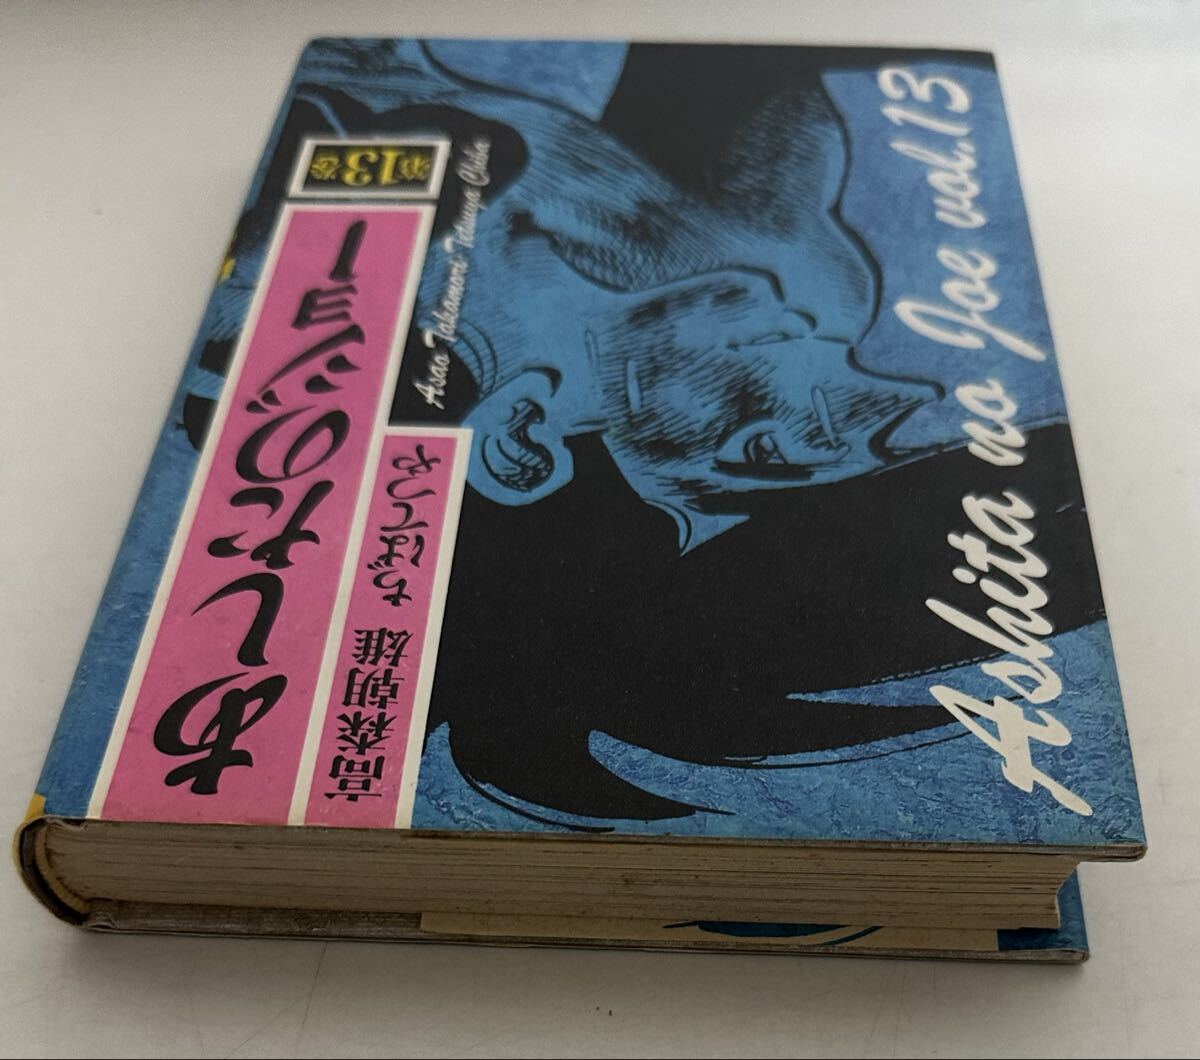 第13巻
あしたのジョー
高森朝雄 ちばてつや
Asao Takamori Tetsuya Chiba
Ashita no Joe vol.13